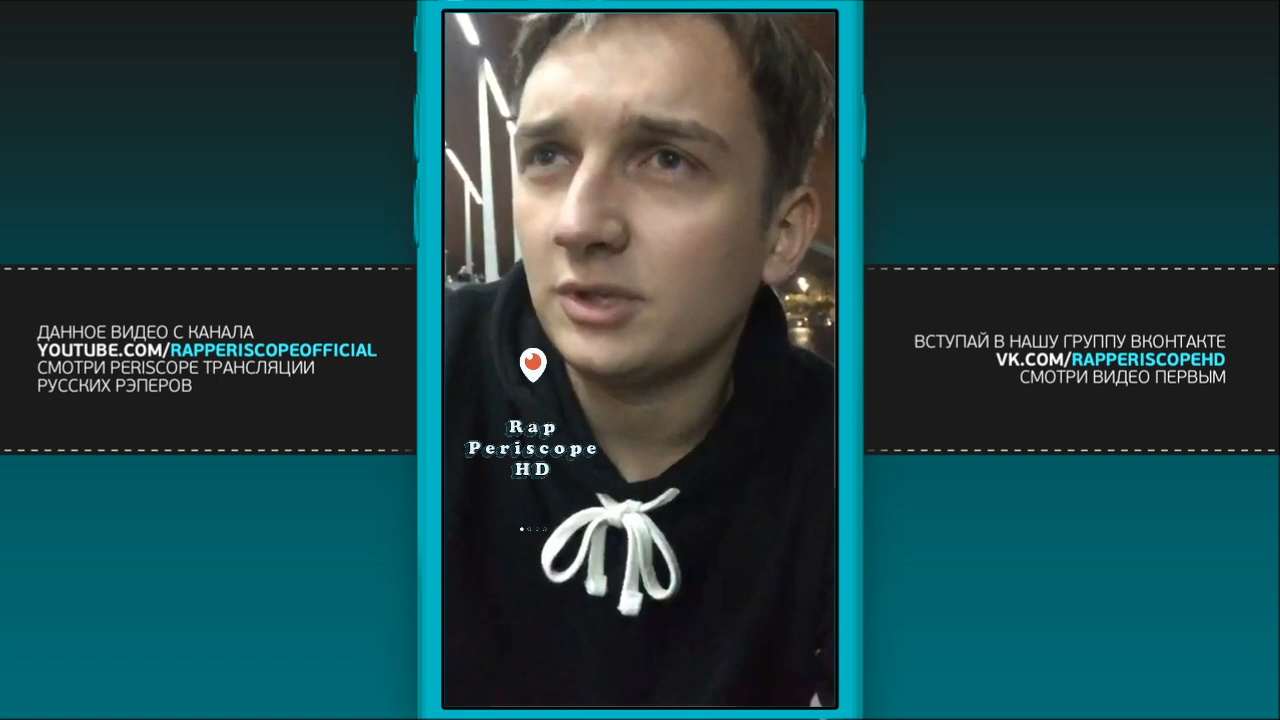 ДАННОЕ ВИДЕО С КАНАЛА
YOUTUBE.COM/RAPPERISCOPEOFFICIAL
СМОТРИ PERISCOPE ТРАНСЛЯЦИИ
РУССКИХ РЭПЕРОВ
Rap
Periscope
HD
ВСТУПАЙ В НАШУ ГРУППУ ВКОНТАКТЕ
VK.COM/RAPPERISCOPEHD
СМОТРИ ВИДЕО ПЕРВЫМ